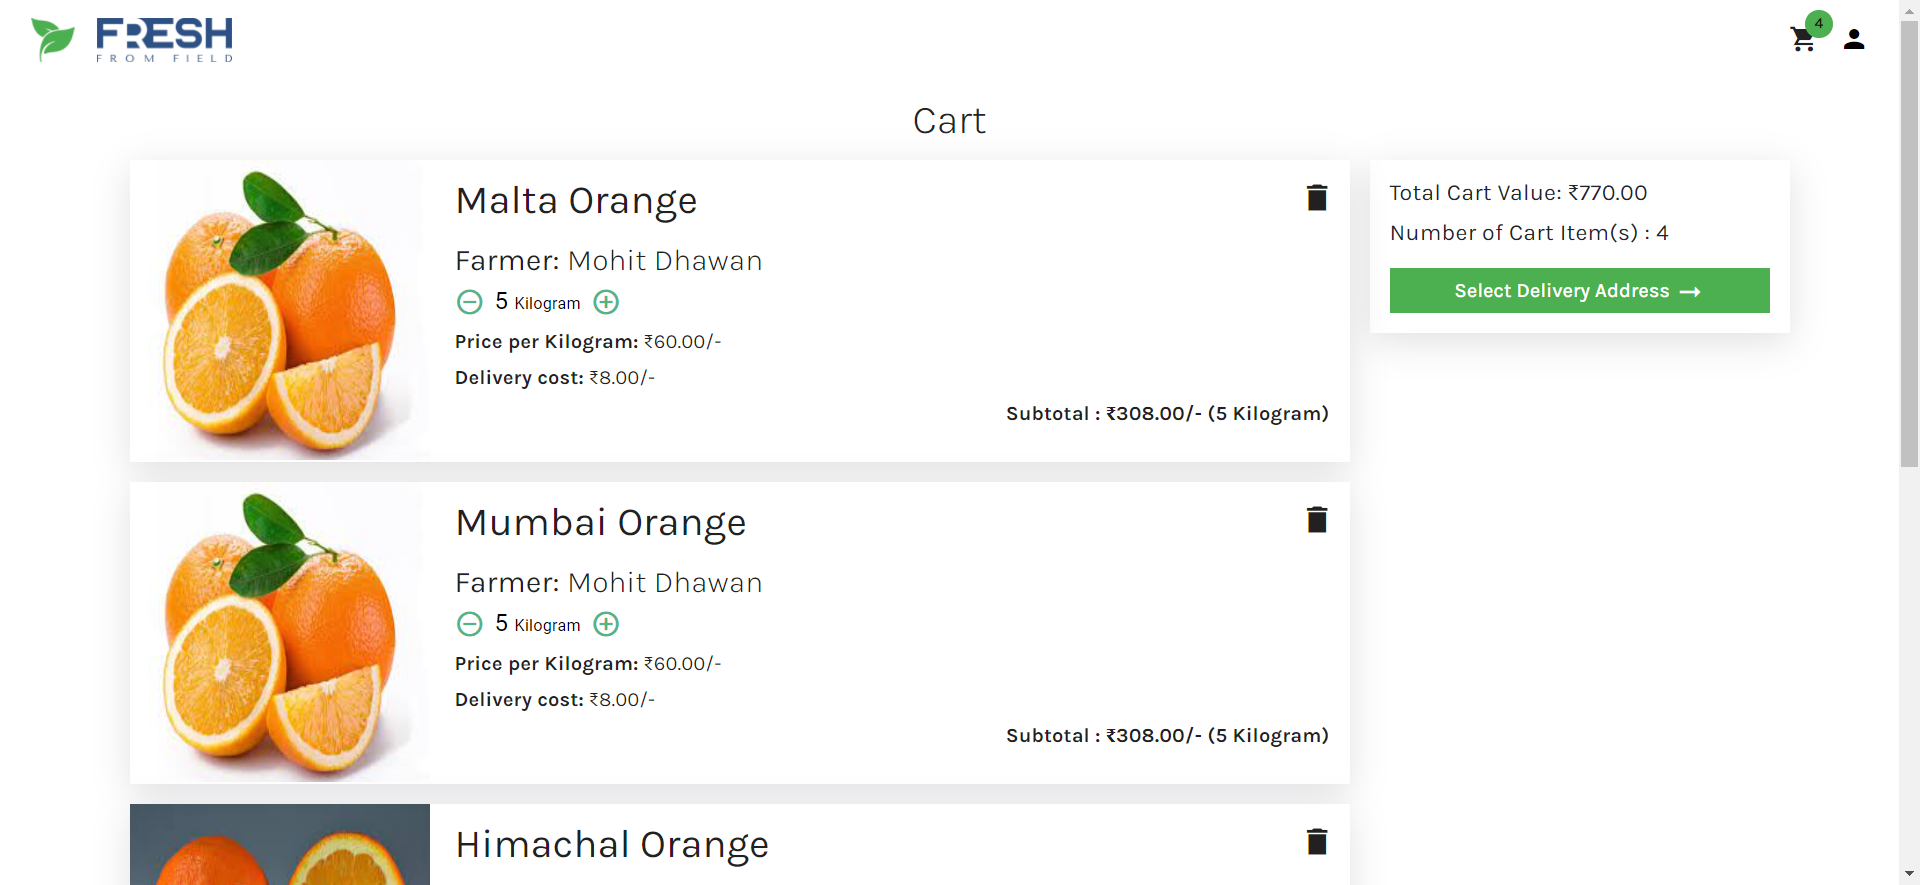 FRESH
FROM FIELD
4
Cart
Malta Orange
Farmer: Mohit Dhawan
5 Kilogram
Price per Kilogram: ₹60.00/-
Delivery cost: ₹8.00/-
Subtotal : ₹308.00/- (5 Kilogram)
Total Cart Value: ₹770.00
Number of Cart Item(s) : 4
Select Delivery Address
Mumbai Orange
Farmer: Mohit Dhawan
5 Kilogram
Price per Kilogram: ₹60.00/-
Delivery cost: ₹8.00/-
Subtotal : ₹308.00/- (5 Kilogram)
Himachal Orange